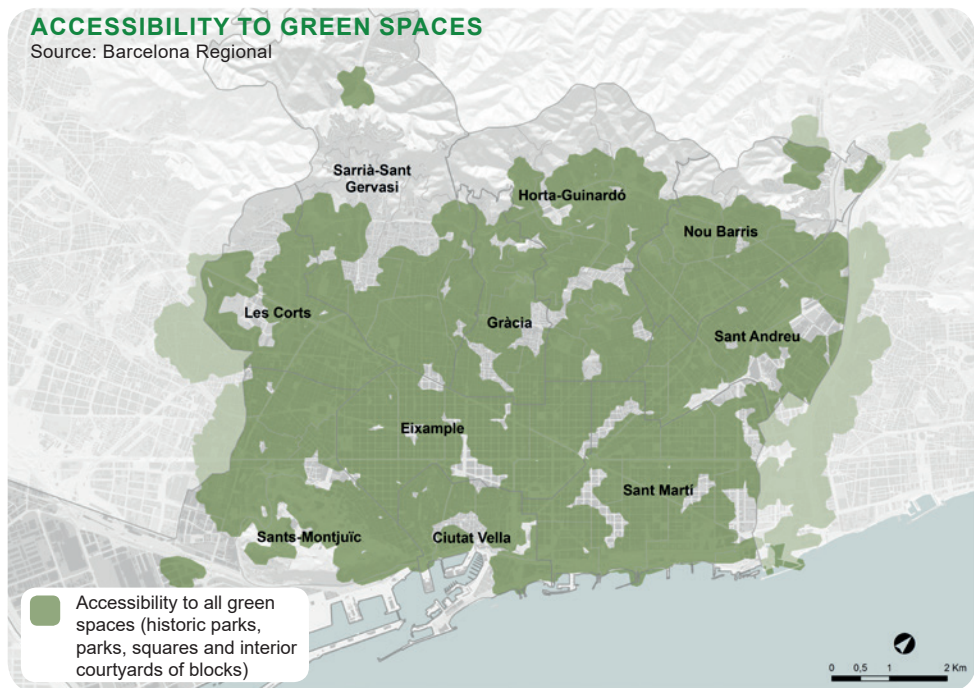 ACCESSIBILITY TO GREEN SPACES
Source: Barcelona Regional
Sarrià-Sant
Gervasi
Horta-Guinardó
Nou Barris
Les Corts
Gràcia
Sant Andreu
Eixample
Sant Martí
Sants-Montjuïc
Ciutat Vella
Accessibility to all green
spaces (historic parks,
parks, squares and interior
courtyards of blocks)
0 0,5 1 2 Km